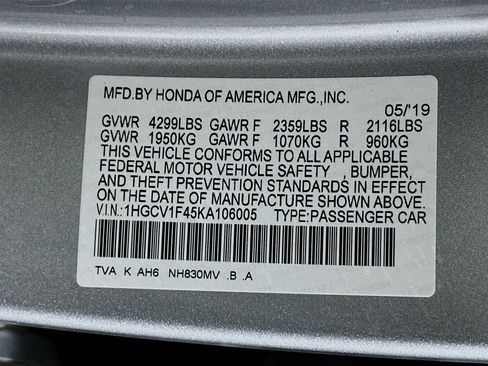 MFD.BY HONDA OF AMERICA MFG.,INC.
05/'19
GVWR 4299LBS GAWR F 2359LBS R 2116LBS
GVWR 1950KG GAWR F 1070KG R 960KG
THIS VEHICLE CONFORMS TO ALL APPLICABLE
FEDERAL MOTOR VEHICLE SAFETY , BUMPER,
AND THEFT PREVENTION STANDARDS IN EFFECT
ON THE DATE OF MANUFACTURE SHOWN ABOVE.
V.I.N.:1HGCV1F45KA106005 TYPE:PASSENGER CAR
TVA K AH6 NH830MV .B .A